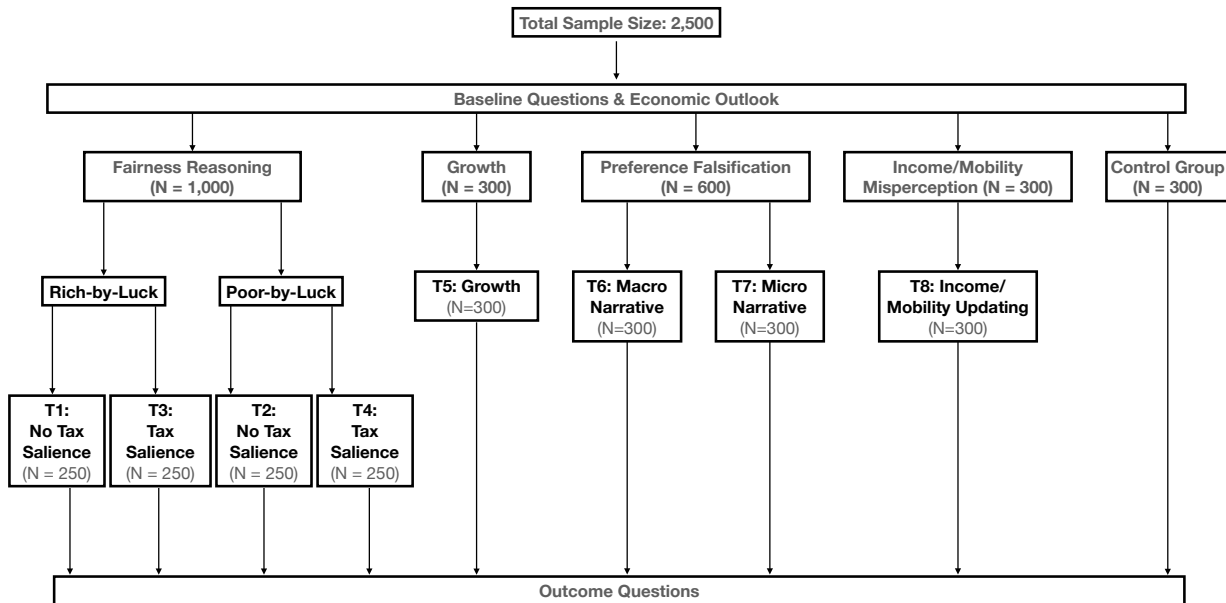 Total Sample Size: 2,500
Baseline Questions & Economic Outlook
Fairness Reasoning
(N = 1,000)
Growth
(N = 300)
Preference Falsification
(N = 600)
Income/Mobility
Misperception (N = 300)
Control Group
(N = 300)
Rich-by-Luck
Poor-by-Luck
T5: Growth
(N=300)
T6: Macro
Narrative
(N=300)
T7: Micro
Narrative
(N=300)
T8: Income/
Mobility Updating
(N=300)
T1:
No Tax
Salience
(N = 250)
T3:
Tax
Salience
(N = 250)
T2:
No Tax
Salience
(N = 250)
T4:
Tax
Salience
(N = 250)
Outcome Questions